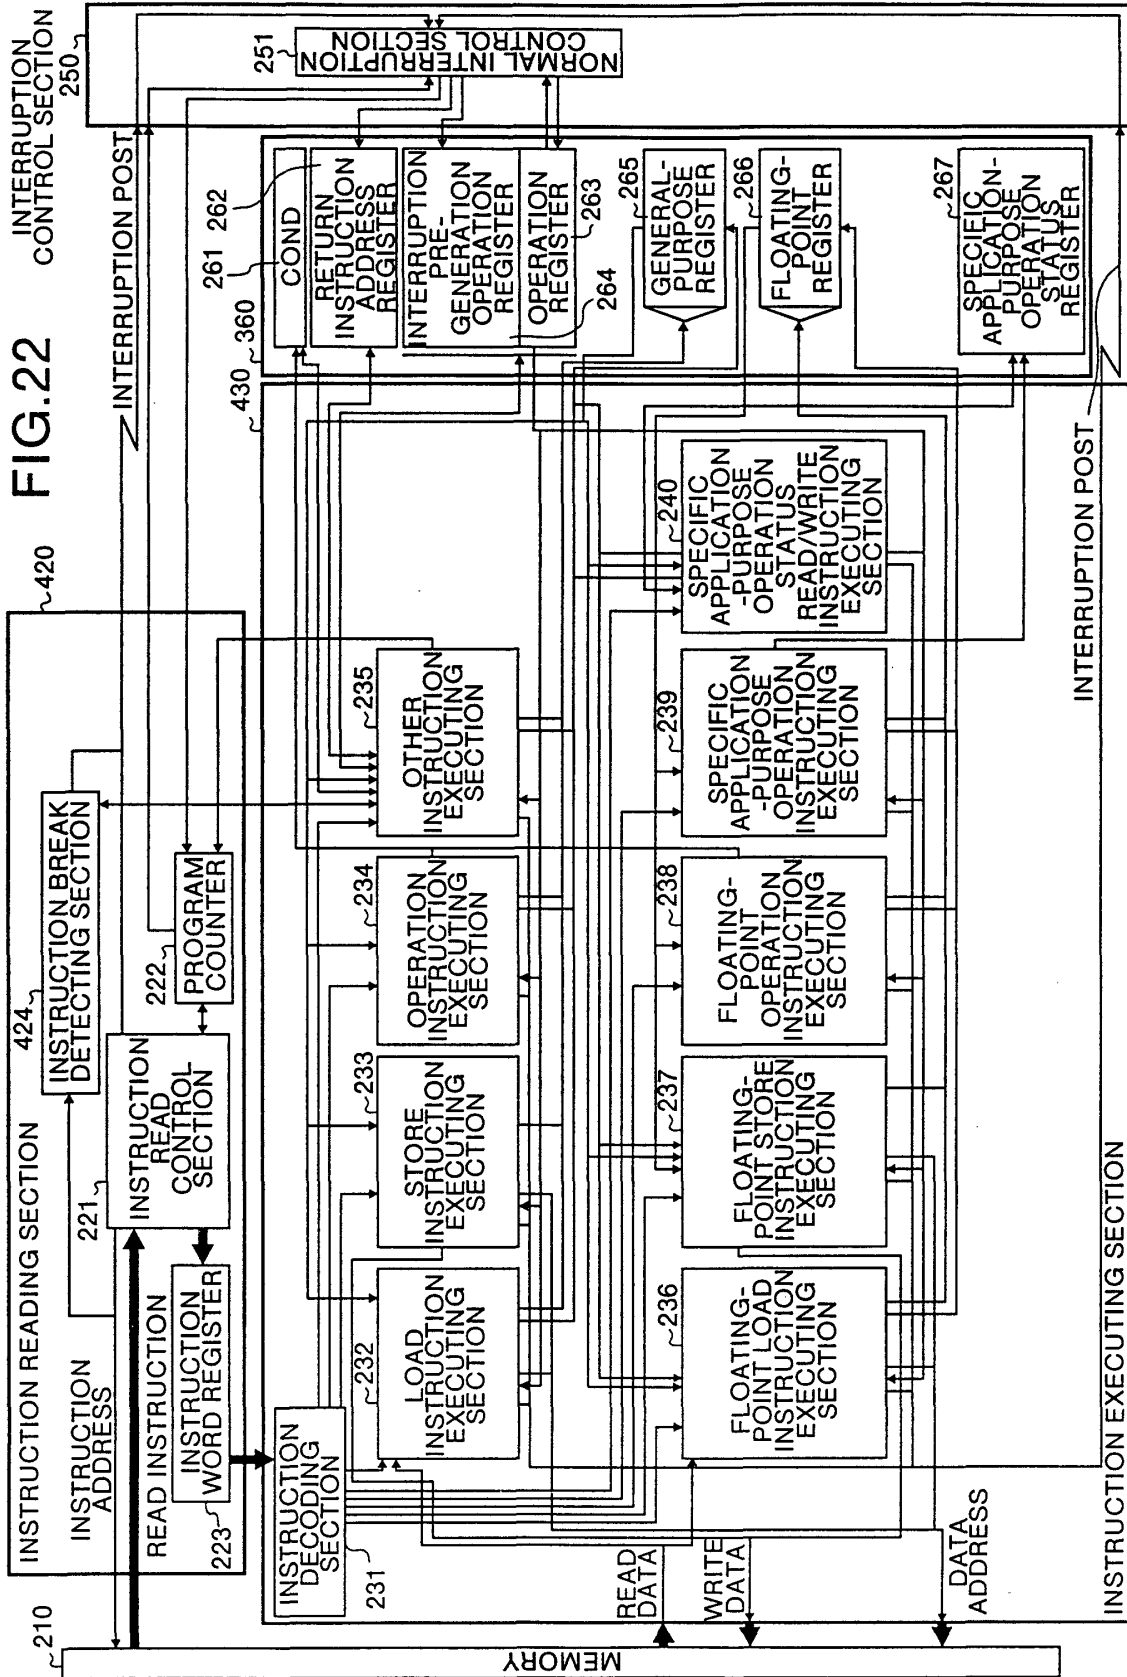 FIG.22
210
MEMORY
INSTRUCTION READING SECTION
420
INSTRUCTION
ADDRESS
READ INSTRUCTION
221
INSTRUCTION
READ
CONTROL
SECTION
424
INSTRUCTION BREAK
DETECTING SECTION
222
PROGRAM
COUNTER
INSTRUCTION
WORD REGISTER
223
INTERRUPTION POST
INTERRUPTION
CONTROL SECTION
250
251
NORMAL INTERRUPTION
CONTROL SECTION
430
INSTRUCTION
DECODING
SECTION
231
232
LOAD
INSTRUCTION
EXECUTING
SECTION
233
STORE
INSTRUCTION
EXECUTING
SECTION
234
OPERATION
INSTRUCTION
EXECUTING
SECTION
235
OTHER
INSTRUCTION
EXECUTING
SECTION
236
FLOATING-
POINT LOAD
INSTRUCTION
EXECUTING
SECTION
237
FLOATING-
POINT STORE
INSTRUCTION
EXECUTING
SECTION
238
FLOATING-
POINT
OPERATION
INSTRUCTION
EXECUTING
SECTION
239
SPECIFIC
APPLICATION
-PURPOSE
OPERATION
INSTRUCTION
EXECUTING
SECTION
240
SPECIFIC
APPLICATION
-PURPOSE
OPERATION
STATUS
READ/WRITE
INSTRUCTION
EXECUTING
SECTION
READ
DATA
WRITE
DATA
DATA
ADDRESS
INSTRUCTION EXECUTING SECTION
360
261
COND
262
RETURN
INSTRUCTION
ADDRESS
REGISTER
INTERRUPTION
PRE-
GENERATION
OPERATION
REGISTER
OPERATION
REGISTER
263
264
265
GENERAL-
PURPOSE
REGISTER
266
FLOATING-
POINT
REGISTER
267
SPECIFIC
APPLICATION-
PURPOSE
OPERATION
STATUS
REGISTER
INTERRUPTION POST